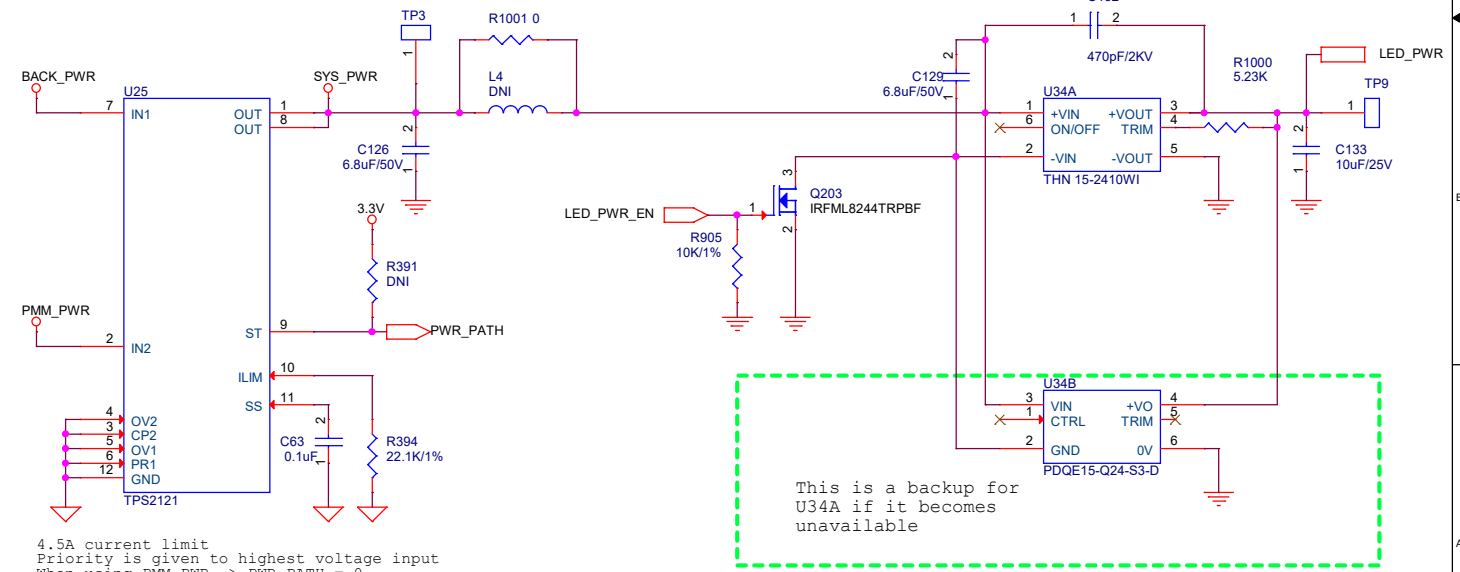 TP3
1
R1001 0
L4
DNI
BACK_PWR
SYS_PWR
U25
7
IN1
OUT
1
OUT
8
2
C126
6.8uF/50V
1
3.3V
R391
DNI
PMM_PWR
2
IN2
ST
9
PWR_PATH
ILIM
10
SS
11
4
OV2
3
CP2
5
OV1
6
PR1
12
GND
TPS2121
2
C63
0.1uF
1
R394
22.1K/1%
4.5A current limit
Priority is given to highest voltage input
When using PMM_PWR -> PWR_PATH = 0
1
2
470pF/2KV
2
C129
6.8uF/50V
1
U34A
1
+VIN
+VOUT
3
6
ON/OFF
TRIM
4
2
-VIN
-VOUT
5
THN 15-2410WI
R1000
5.23K
LED_PWR
TP9
1
2
C133
10uF/25V
1
LED_PWR_EN
1
3
Q203
IRFML8244TRPBF
2
R905
10K/1%
U34B
3
VIN
+VO
4
1
CTRL
TRIM
5
2
GND
0V
6
PDQE15-Q24-S3-D
This is a backup for
U34A if it becomes
unavailable